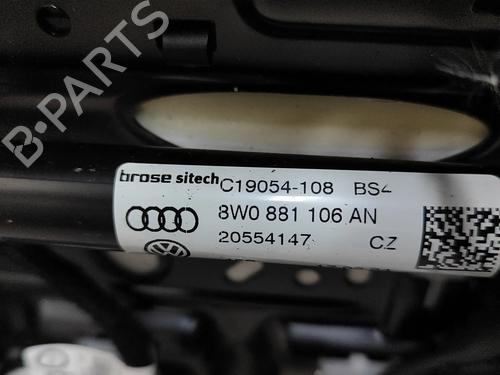 B-PARTS
brose sitech C19054-108 BS4
8W0 881 106 AN
20554147 CZ